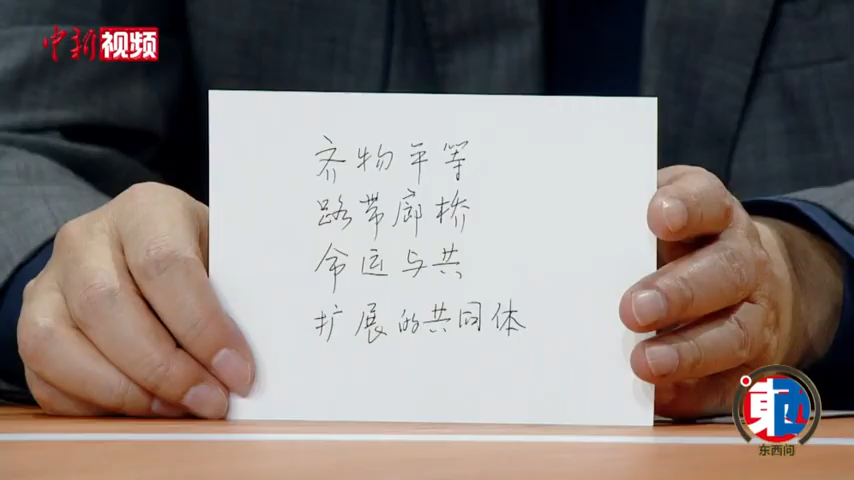 中新视频
齐物平等
路带廊桥
命运与共
扩展的共同体
东西问